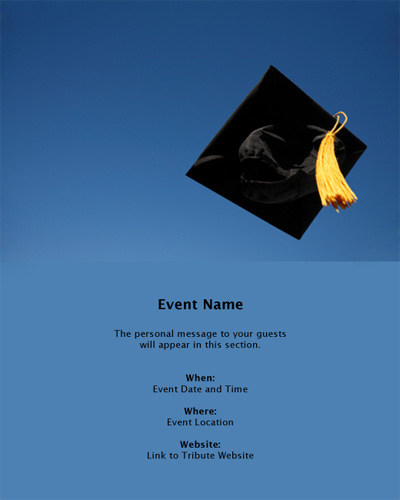 Event Name
The personal message to your guests
will appear in this section.
When:
Event Date and Time
Where:
Event Location
Website:
Link to Tribute Website